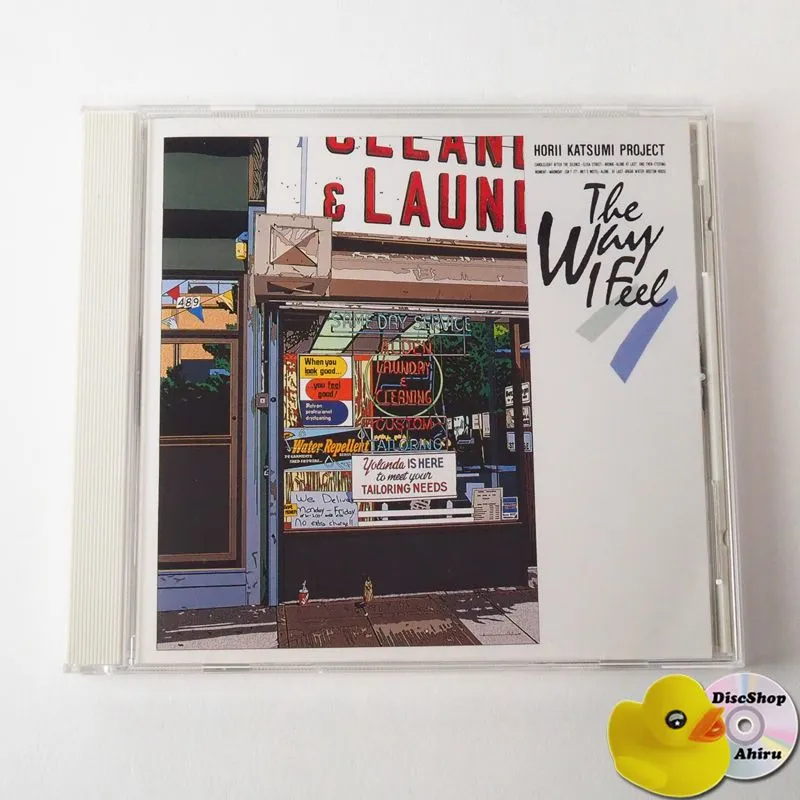 HORII KATSUMI PROJECT
The
Way
I Feel
CLEANI
& LAUNI
489
SAME DAY SERVICE
LAUNDRY
&
CLEANING
CUSTOM
TAILORING
When you
look good...
...you feel
good!
professional
drycleaning
Water Repellent
Yolanda IS HERE
to meet your
TAILORING NEEDS
We Deliver
Monday - Friday
No extra charge!!
DiscShop
Ahiru